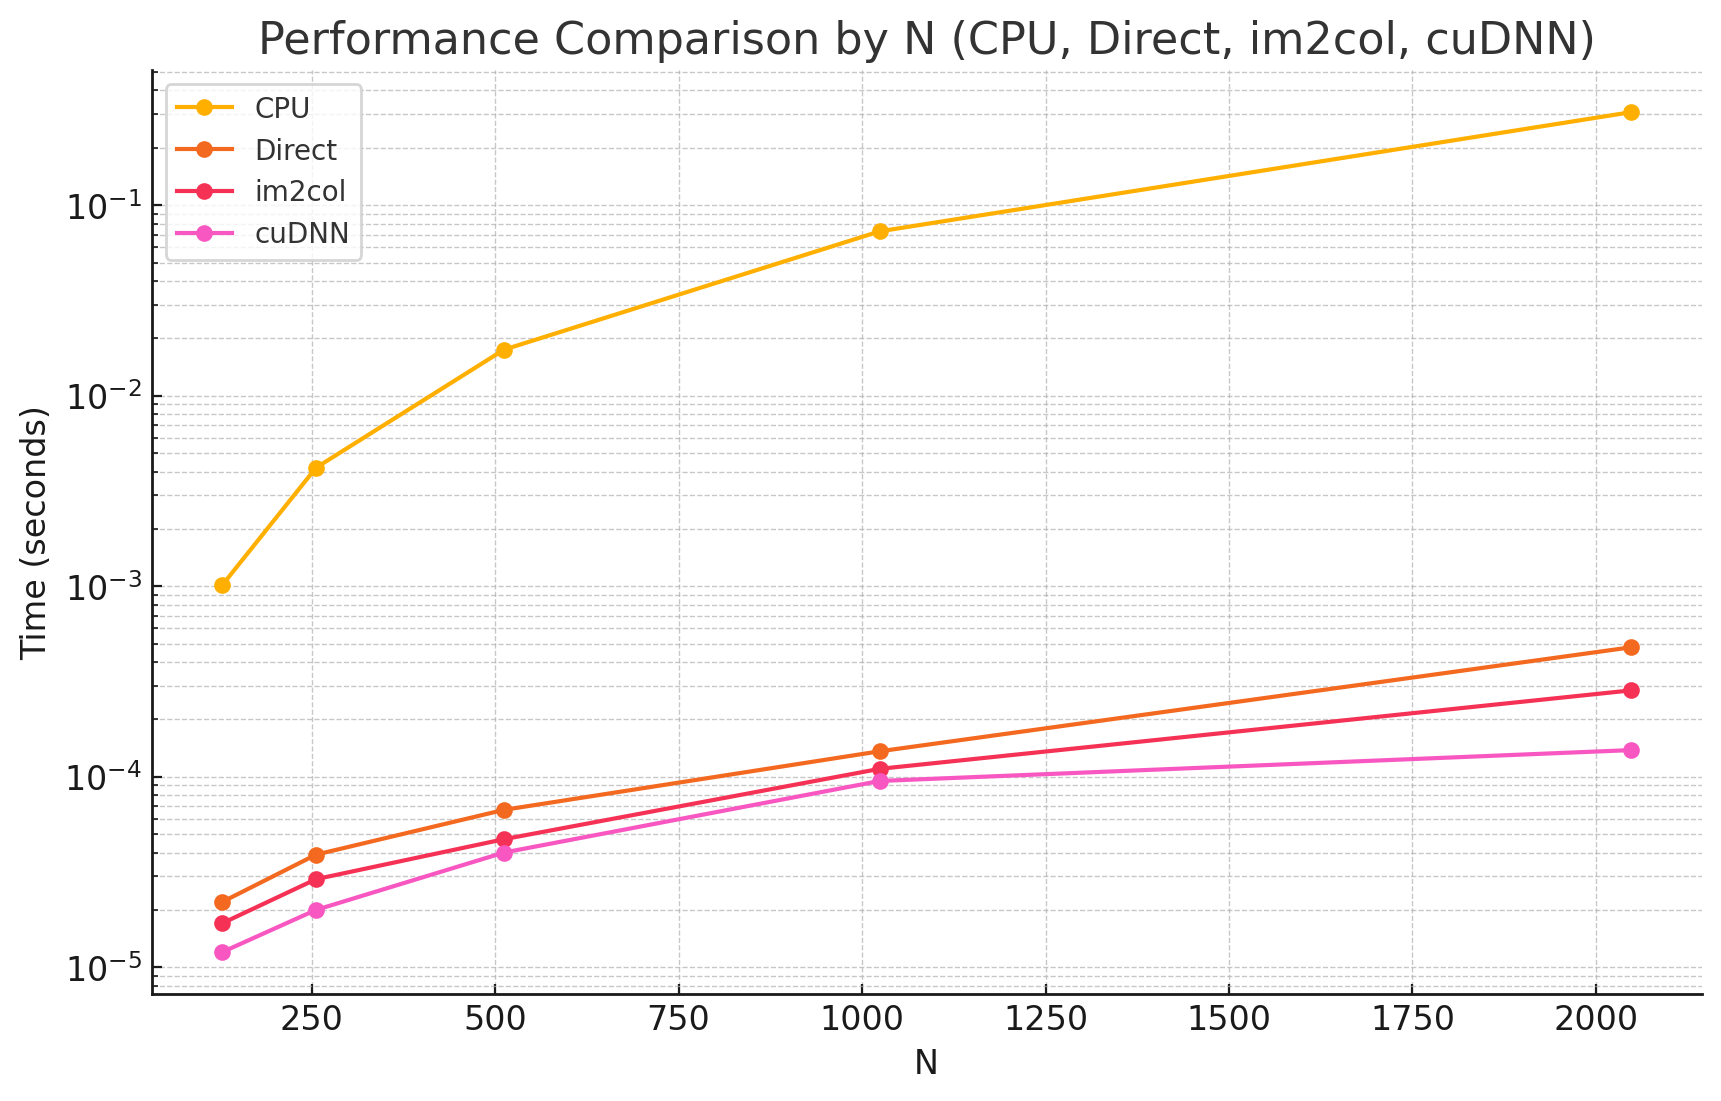 Performance Comparison by N (CPU, Direct, im2col, cuDNN)
CPU
Direct
im2col
cuDNN
Time (seconds)
10⁻¹
10⁻²
10⁻³
10⁻⁴
10⁻⁵
250 500 750 1000 1250 1500 1750 2000
N